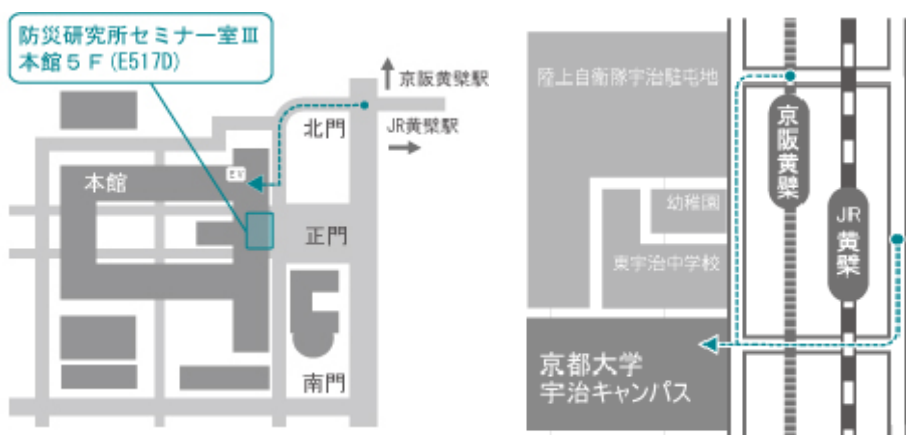 防災研究所セミナー室Ⅲ
本館5F(E517D)
京阪黄檗駅
北門
JR黄檗駅
EV
本館
正門
南門
陸上自衛隊宇治駐屯地
京阪黄檗
幼稚園
JR黄檗
東宇治中学校
京都大学
宇治キャンパス